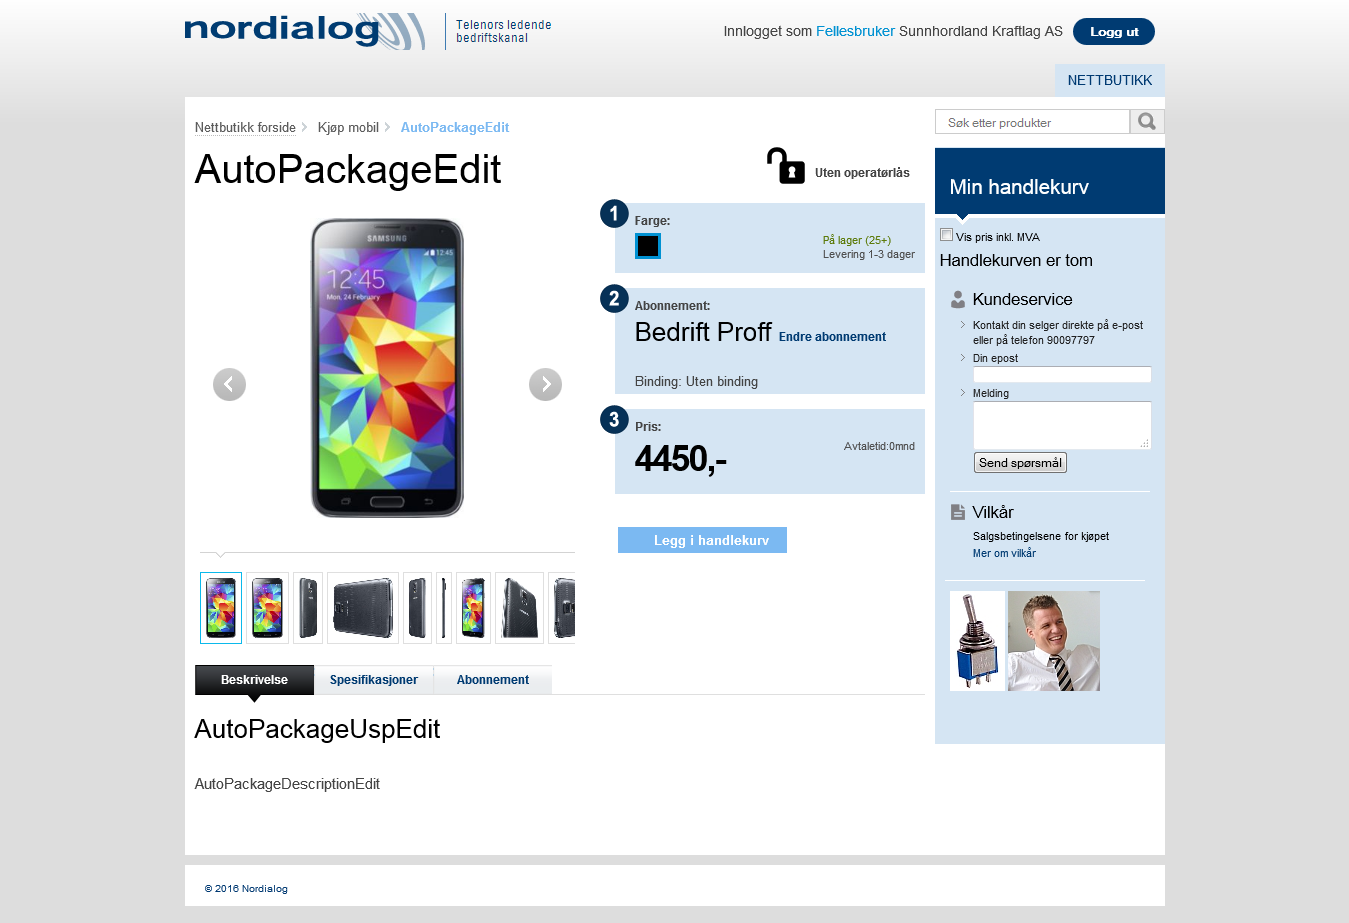 nordialog
Telenors ledende
bedriftskanal
Innlogget som Fellesbruker Sunnhordland Kraftlag AS
Logg ut
NETTBUTIKK
Nettbutikk forside
Kjøp mobil
AutoPackageEdit
Søk etter produkter
AutoPackageEdit
Uten operatørlås
SAMSUNG
12:45
12:45
Mon, 24 February
1
Farge:
På lager (25+)
Levering 1-3 dager
2
Abonnement:
Bedrift Proff Endre abonnement
Binding: Uten binding
3
Pris:
4450,-
Avtaletid:0mnd
Legg i handlekurv
Beskrivelse
Spesifikasjoner
Abonnement
AutoPackageUspEdit
AutoPackageDescriptionEdit
Min handlekurv
Vis pris inkl. MVA
Handlekurven er tom
Kundeservice
Kontakt din selger direkte på e-post
eller på telefon 90097797
Din epost
Melding
Send spørsmål
Vilkår
Salgsbetingelsene for kjøpet
Mer om vilkår
© 2016 Nordialog